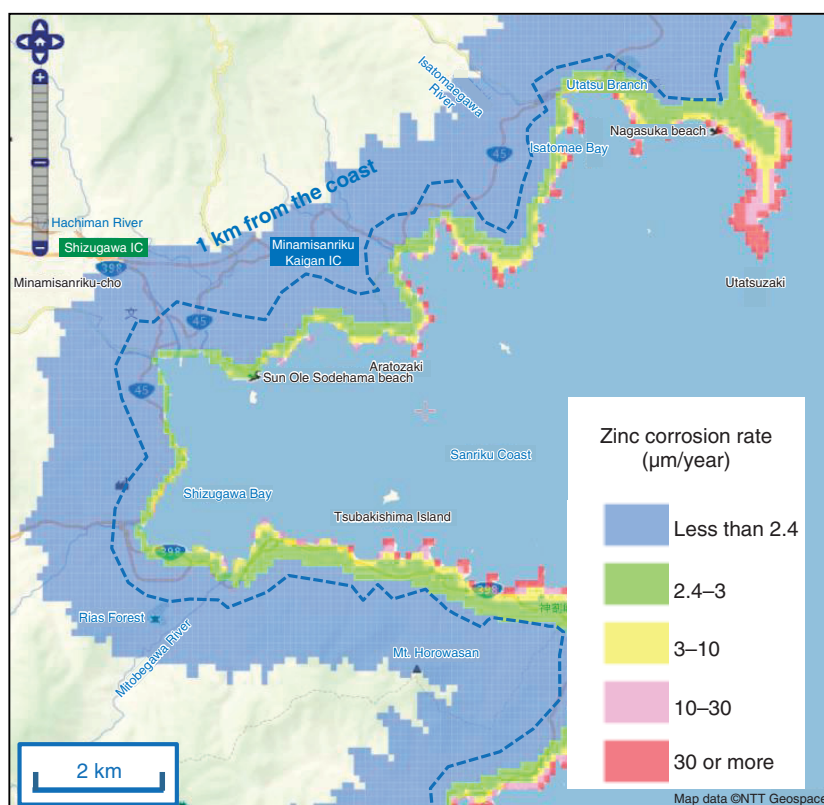 Isatomaegawa
River
Utatsu Branch
Nagasuka beach
45
Isatomae Bay
1 km from the coast
Hachiman River
Shizugawa IC
Minamisanriku
Kaigan IC
398
Minamisanriku-cho
Utatsuzaki
文
45
45
Aratozaki
Sun Ole Sodehama beach
Sanriku Coast
Shizugawa Bay
Tsubakishima Island
398
398
Rias Forest
Mitobegawa River
Mt. Horowasan
2 km
Zinc corrosion rate
(μm/year)
Less than 2.4
2.4–3
3–10
10–30
30 or more
Map data ©NTT Geospace